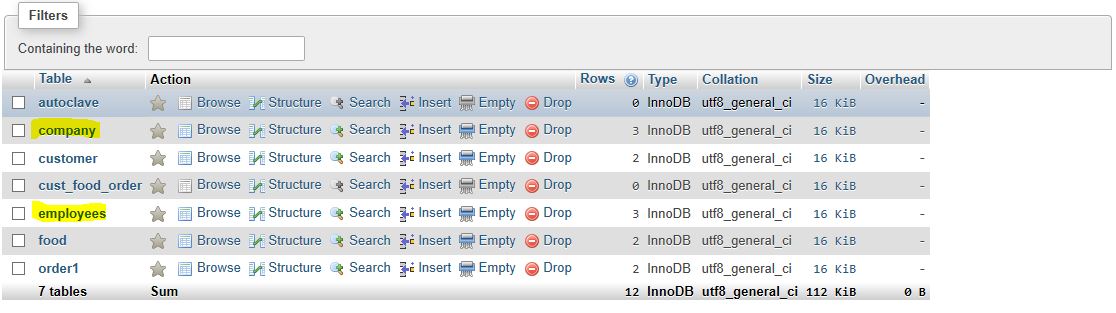 Filters
Containing the word:
Table Action Rows Type Collation Size Overhead
autoclave Browse Structure Search Insert Empty Drop 0 InnoDB utf8_general_ci 16 KiB -
company Browse Structure Search Insert Empty Drop 3 InnoDB utf8_general_ci 16 KiB -
customer Browse Structure Search Insert Empty Drop 2 InnoDB utf8_general_ci 16 KiB -
cust_food_order Browse Structure Search Insert Empty Drop 0 InnoDB utf8_general_ci 16 KiB -
employees Browse Structure Search Insert Empty Drop 3 InnoDB utf8_general_ci 16 KiB -
food Browse Structure Search Insert Empty Drop 2 InnoDB utf8_general_ci 16 KiB -
order1 Browse Structure Search Insert Empty Drop 2 InnoDB utf8_general_ci 16 KiB -
7 tables Sum 12 InnoDB utf8_general_ci 112 KiB 0 B